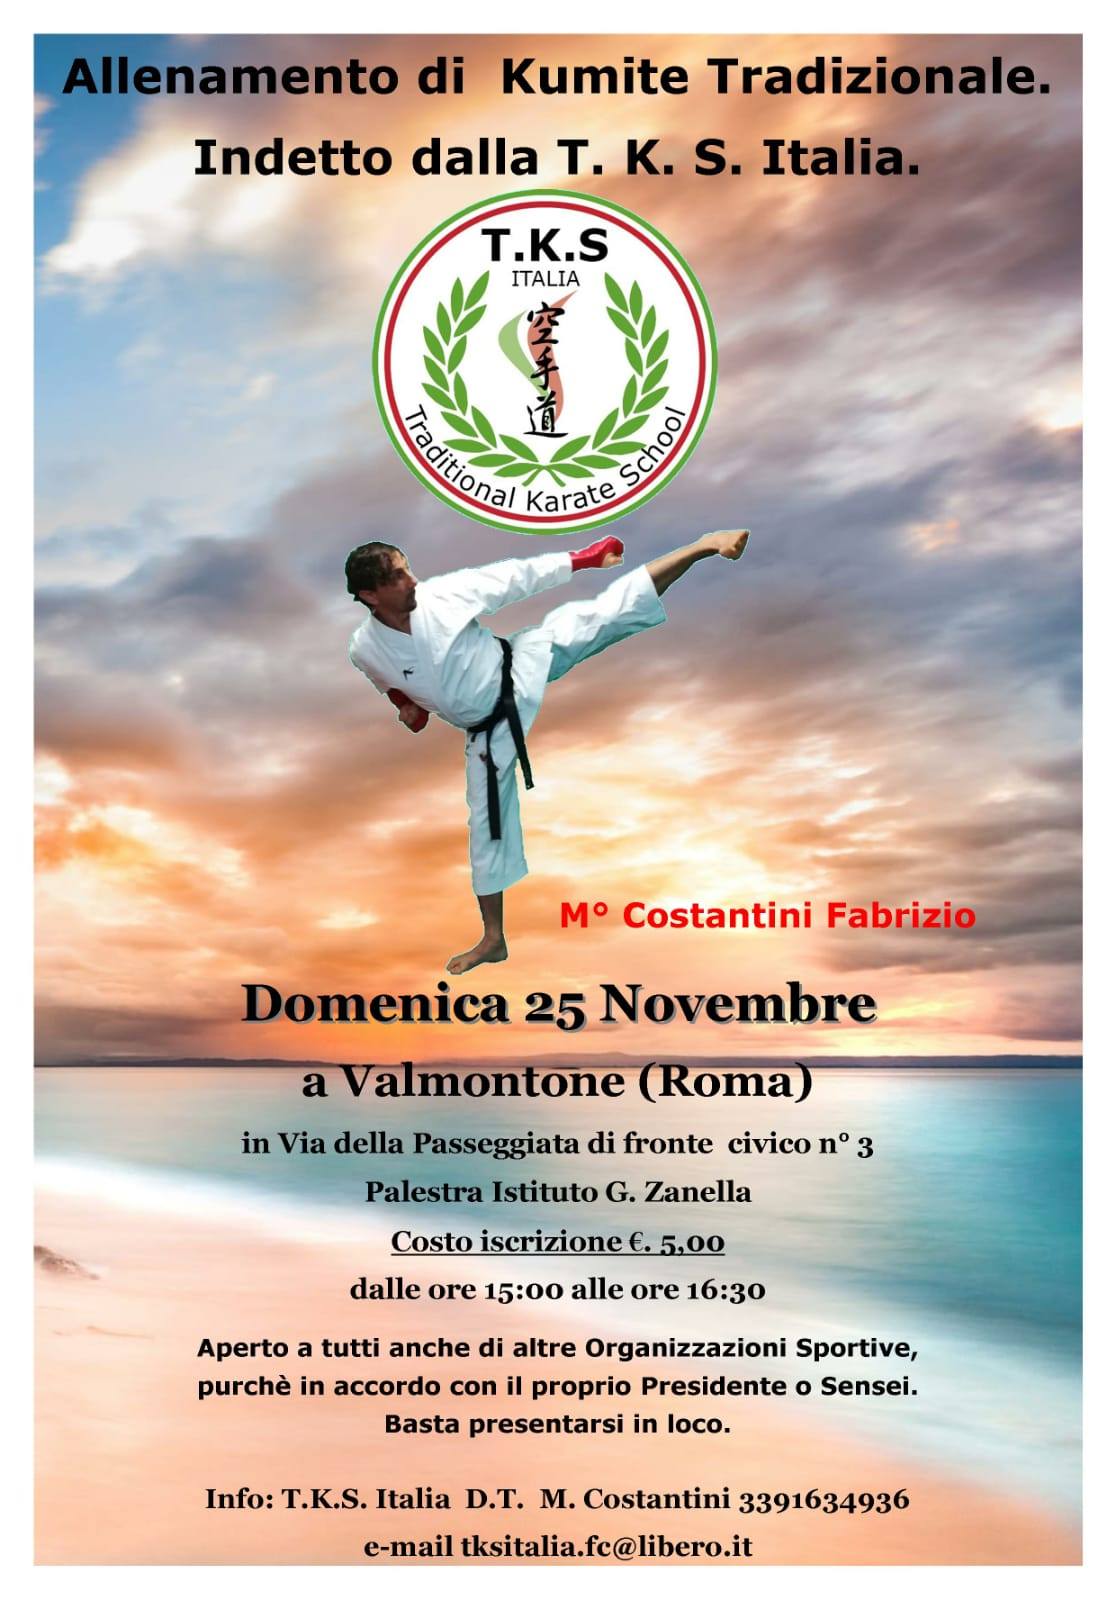 Allenamento di  Kumite Tradizionale.
Indetto dalla T. K. S. Italia.
T.K.S
ITALIA
空手道
Traditional Karate School
M° Costantini Fabrizio
Domenica 25 Novembre
a Valmontone (Roma)
in Via della Passeggiata di fronte  civico n° 3
Palestra Istituto G. Zanella
Costo iscrizione €. 5,00
dalle ore 15:00 alle ore 16:30
Aperto a tutti anche di altre Organizzazioni Sportive,
purchè in accordo con il proprio Presidente o Sensei.
Basta presentarsi in loco.
Info: T.K.S. Italia  D.T.  M. Costantini 3391634936
e-mail tksitalia.fc@libero.it